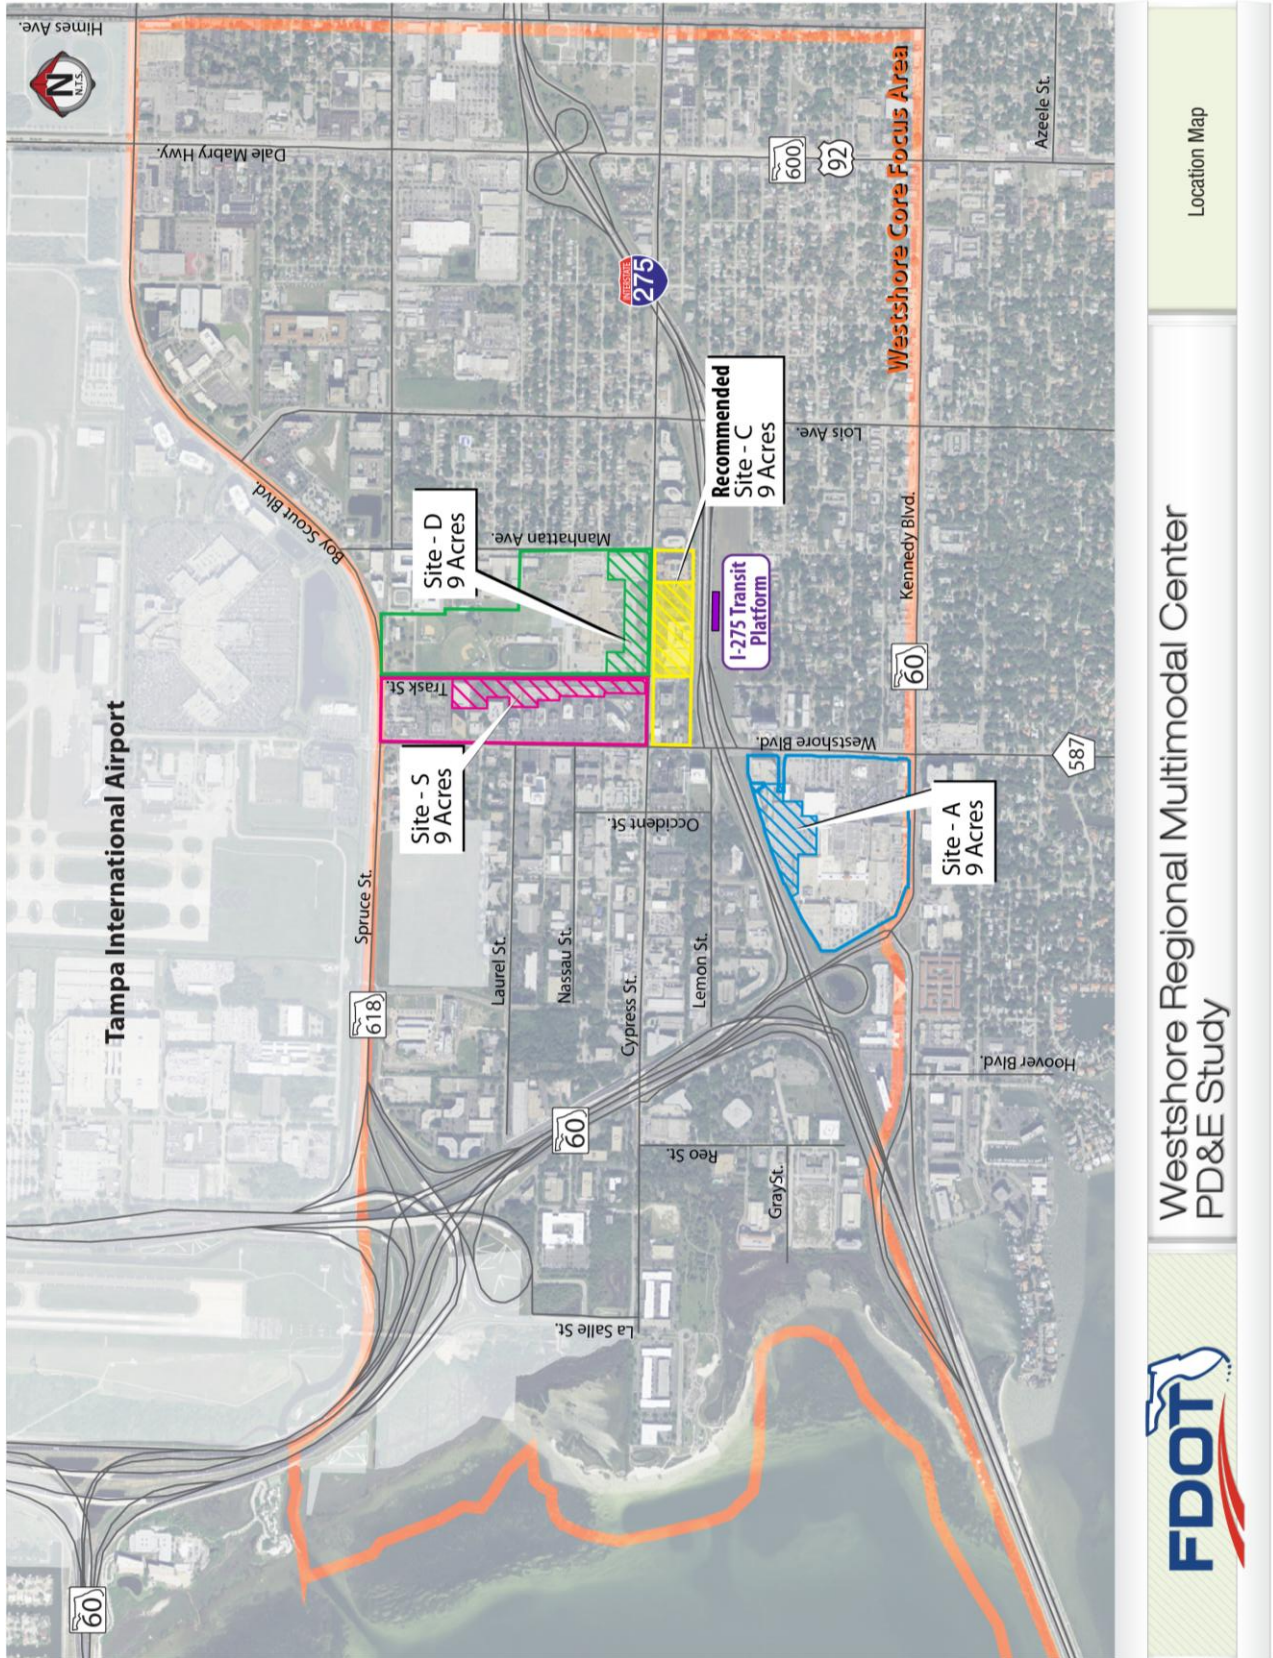 Himes Ave.
N
N.T.S.
Dale Mabry Hwy.
Boy Scout Blvd.
Tampa International Airport
Spruce St.
618
60
60
INTERSTATE
275
600
92
Westshore Core Focus Area
Azeele St.
Lois Ave.
Kennedy Blvd.
60
Manhattan Ave.
Trask St.
Site - D
9 Acres
Recommended
Site - C
9 Acres
I-275 Transit
Platform
Site - S
9 Acres
Site - A
9 Acres
Westshore Blvd.
587
Occident St.
Laurel St.
Nassau St.
Cypress St.
Lemon St.
Hoover Blvd.
Reo St.
Gray St.
La Salle St.
FDOT
Westshore Regional Multimodal Center
PD&E Study
Location Map